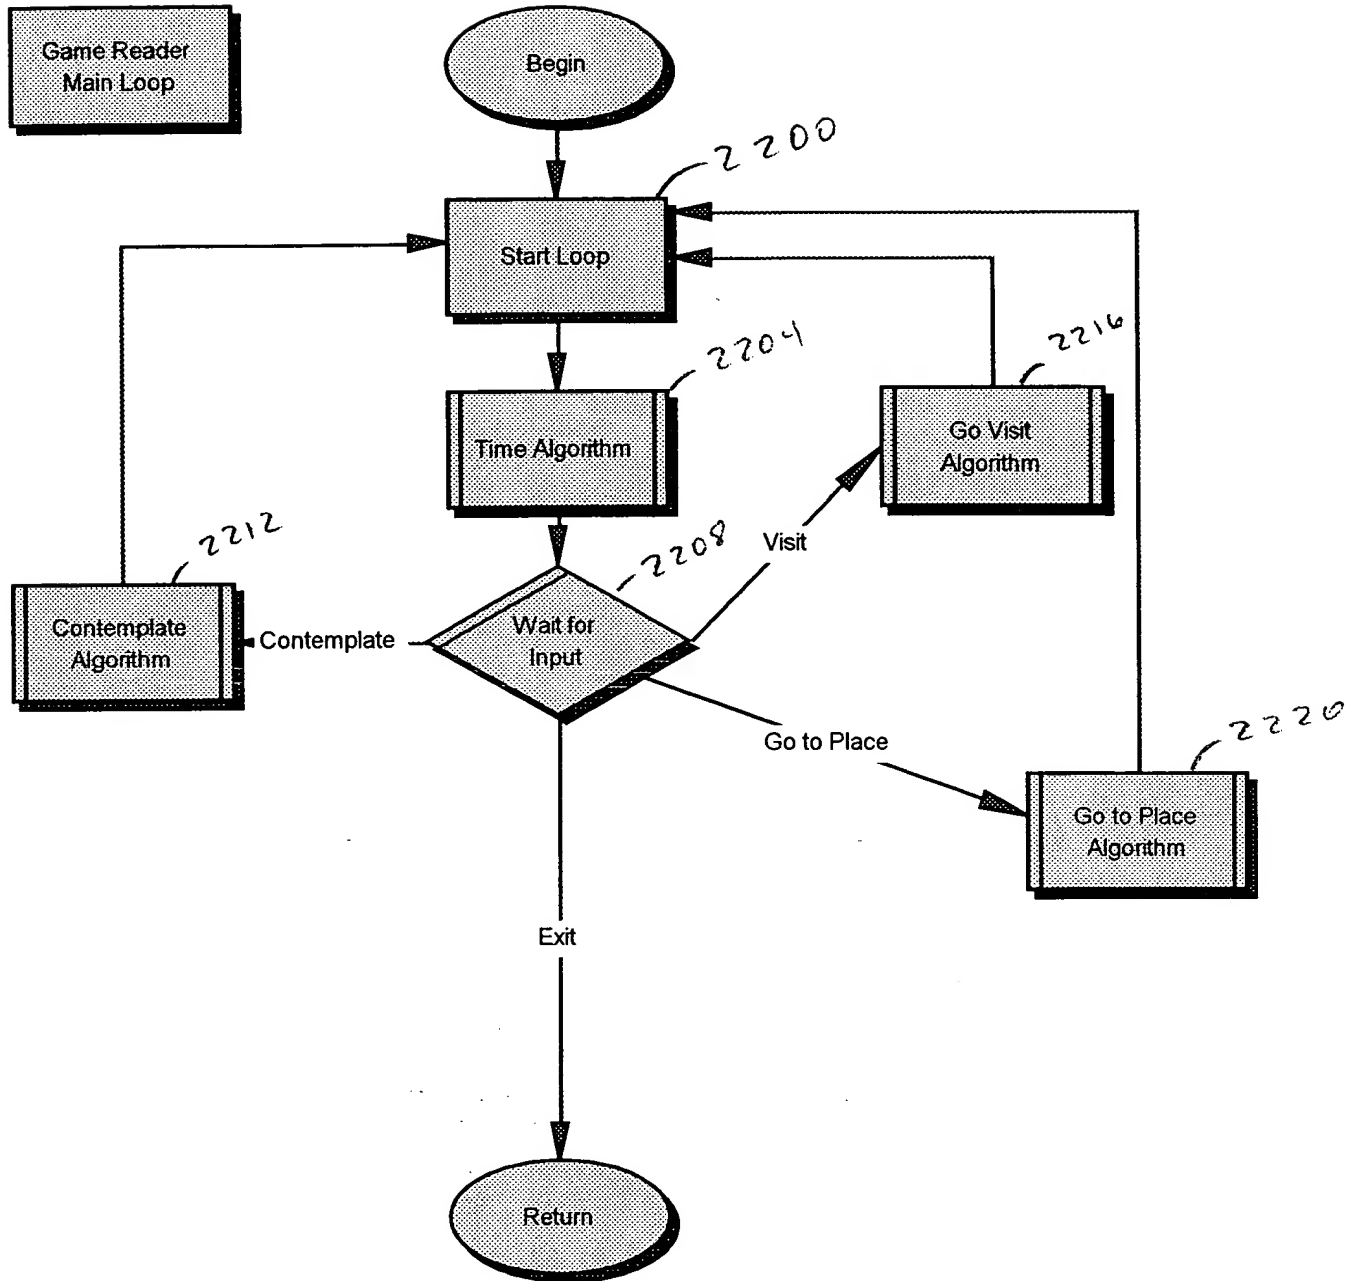 Game Reader
Main Loop
Begin
2200
Start Loop
2204
Time Algorithm
2216
Go Visit
Algorithm
Visit
2212
2208
Contemplate
Algorithm
Contemplate
Wait for
Input
Go to Place
2220
Go to Place
Algorithm
Exit
Return